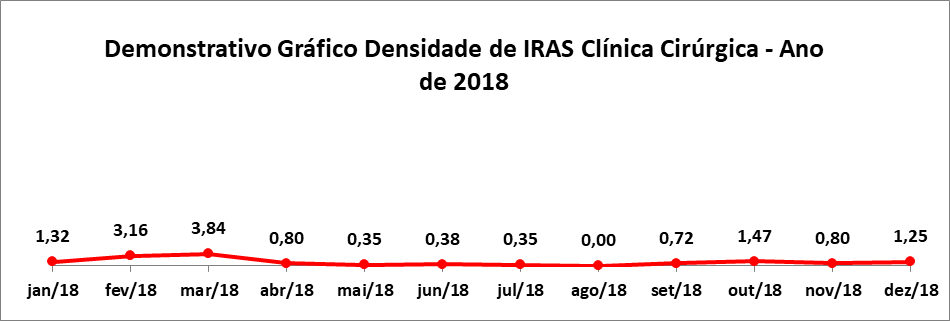 Demonstrativo Gráfico Densidade de IRAS Clínica Cirúrgica - Ano
de 2018
1,32 3,16 3,84 0,80 0,35 0,38 0,35 0,00 0,72 1,47 0,80 1,25
jan/18 fev/18 mar/18 abr/18 mai/18 jun/18 jul/18 ago/18 set/18 out/18 nov/18 dez/18